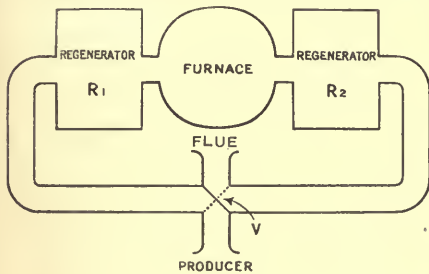 REGENERATOR
R1
FURNACE
REGENERATOR
R2
FLUE
V
PRODUCER